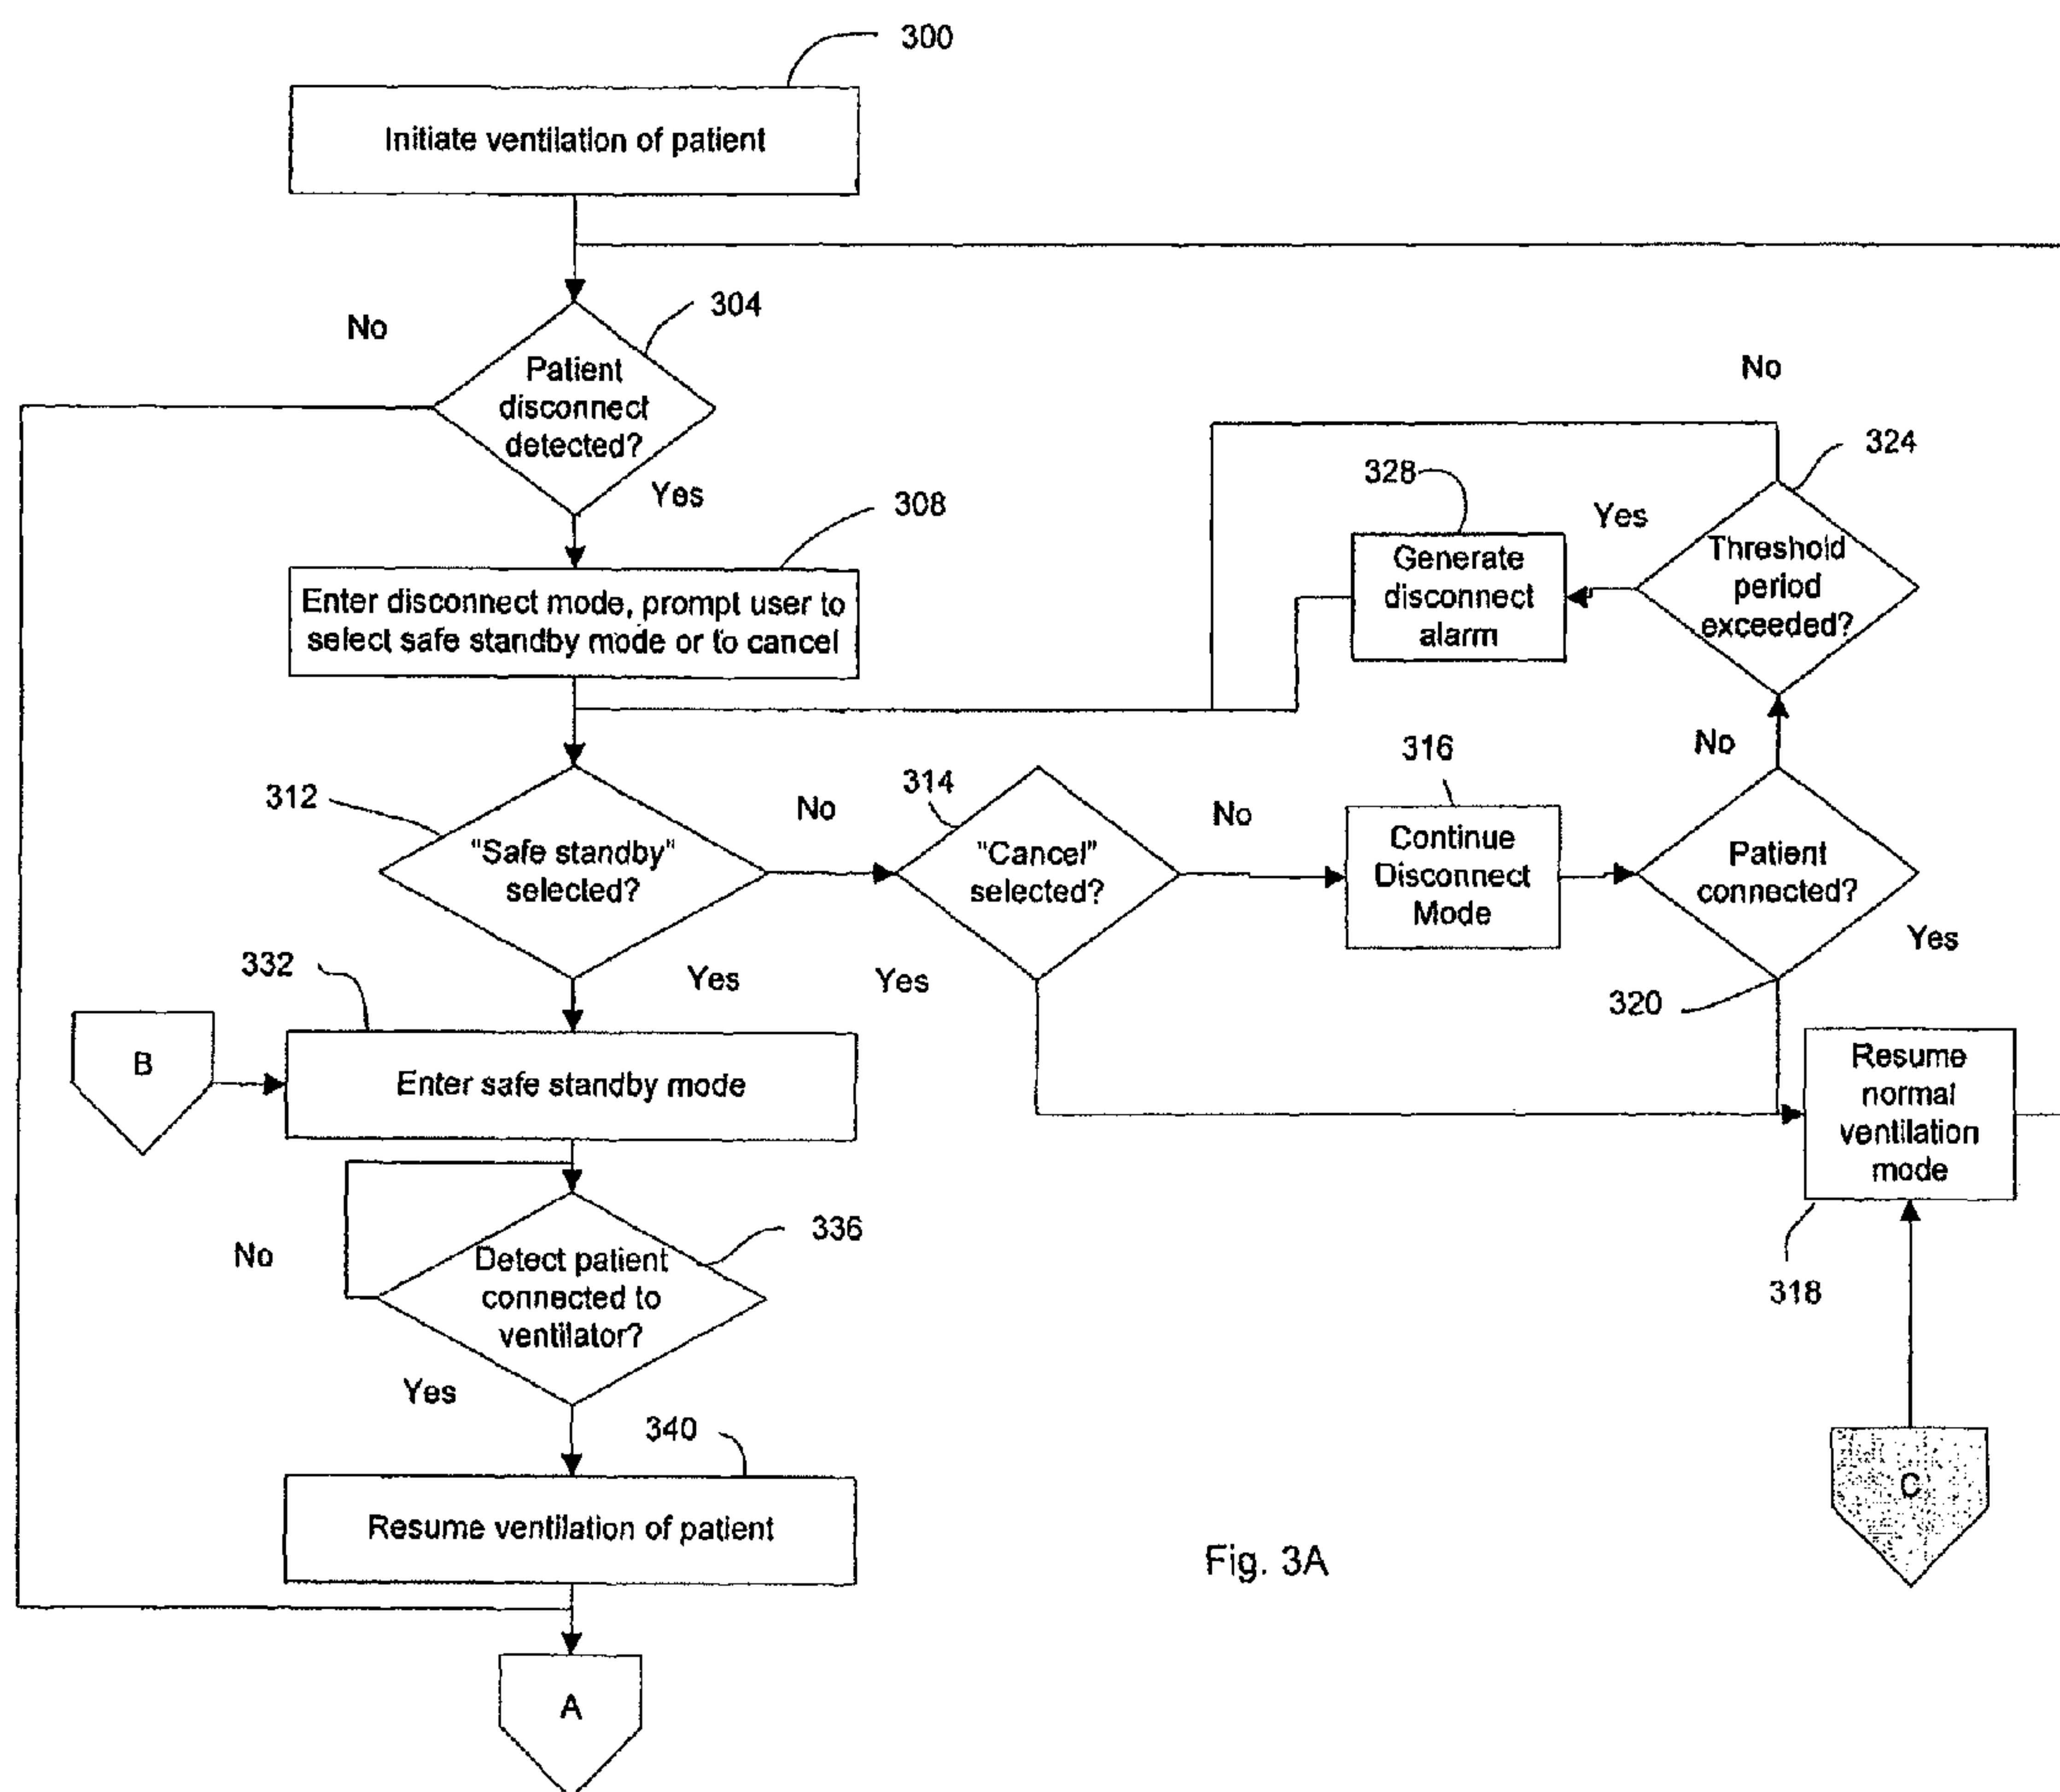 300
Initiate ventilation of patient
304
No
Patient
disconnect
detected?
Yes
308
Enter disconnect mode, prompt user to
select safe standby mode or to cancel
No
324
328
Yes
Generate
disconnect
alarm
Threshold
period
exceeded?
No
312
"Safe standby"
selected?
No
314
"Cancel"
selected?
No
316
Continue
Disconnect
Mode
Patient
connected?
Yes
320
332
Yes
Yes
B
Enter safe standby mode
Resume
normal
ventilation
mode
318
336
No
Detect patient
connected to
ventilator?
Yes
340
Resume ventilation of patient
C
Fig. 3A
A